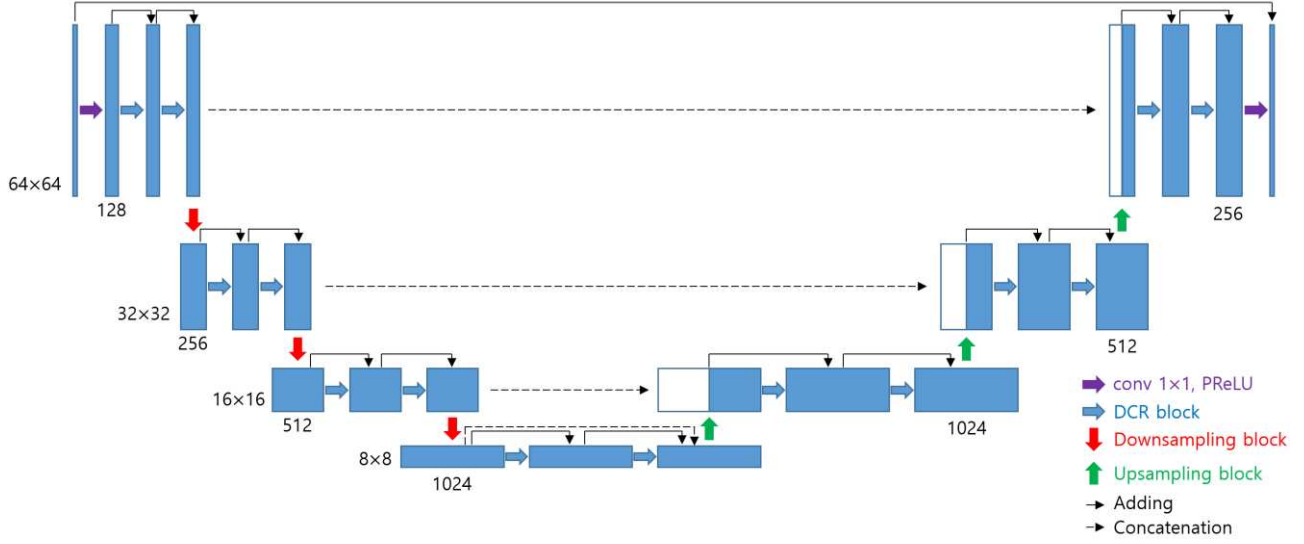 64×64
128
256
32×32
256
512
16×16
512
1024
8×8
1024
conv 1×1, PReLU
DCR block
Downsampling block
Upsampling block
Adding
Concatenation